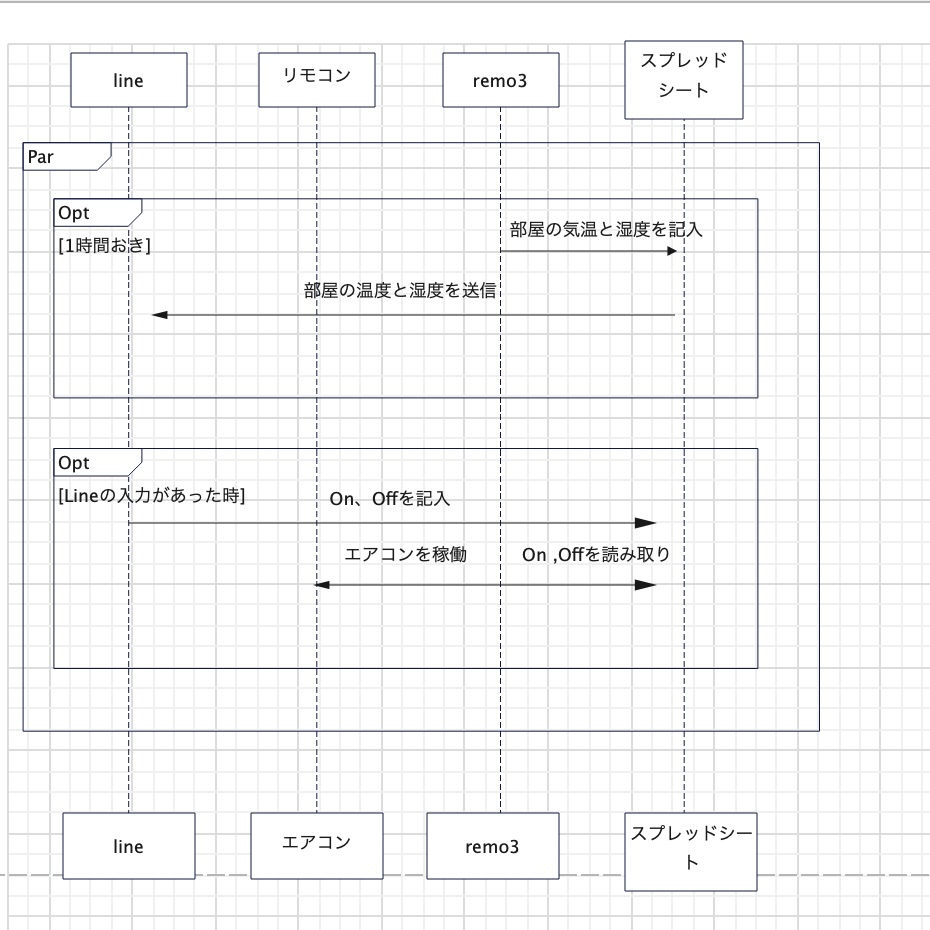 line
リモコン
remo3
スプレッド
シート
Par
Opt
[1時間おき]
部屋の気温と湿度を記入
部屋の温度と湿度を送信
Opt
[Lineの入力があった時]
On、Offを記入
エアコンを稼働
On ,Offを読み取り
line
エアコン
remo3
スプレッドシー
ト